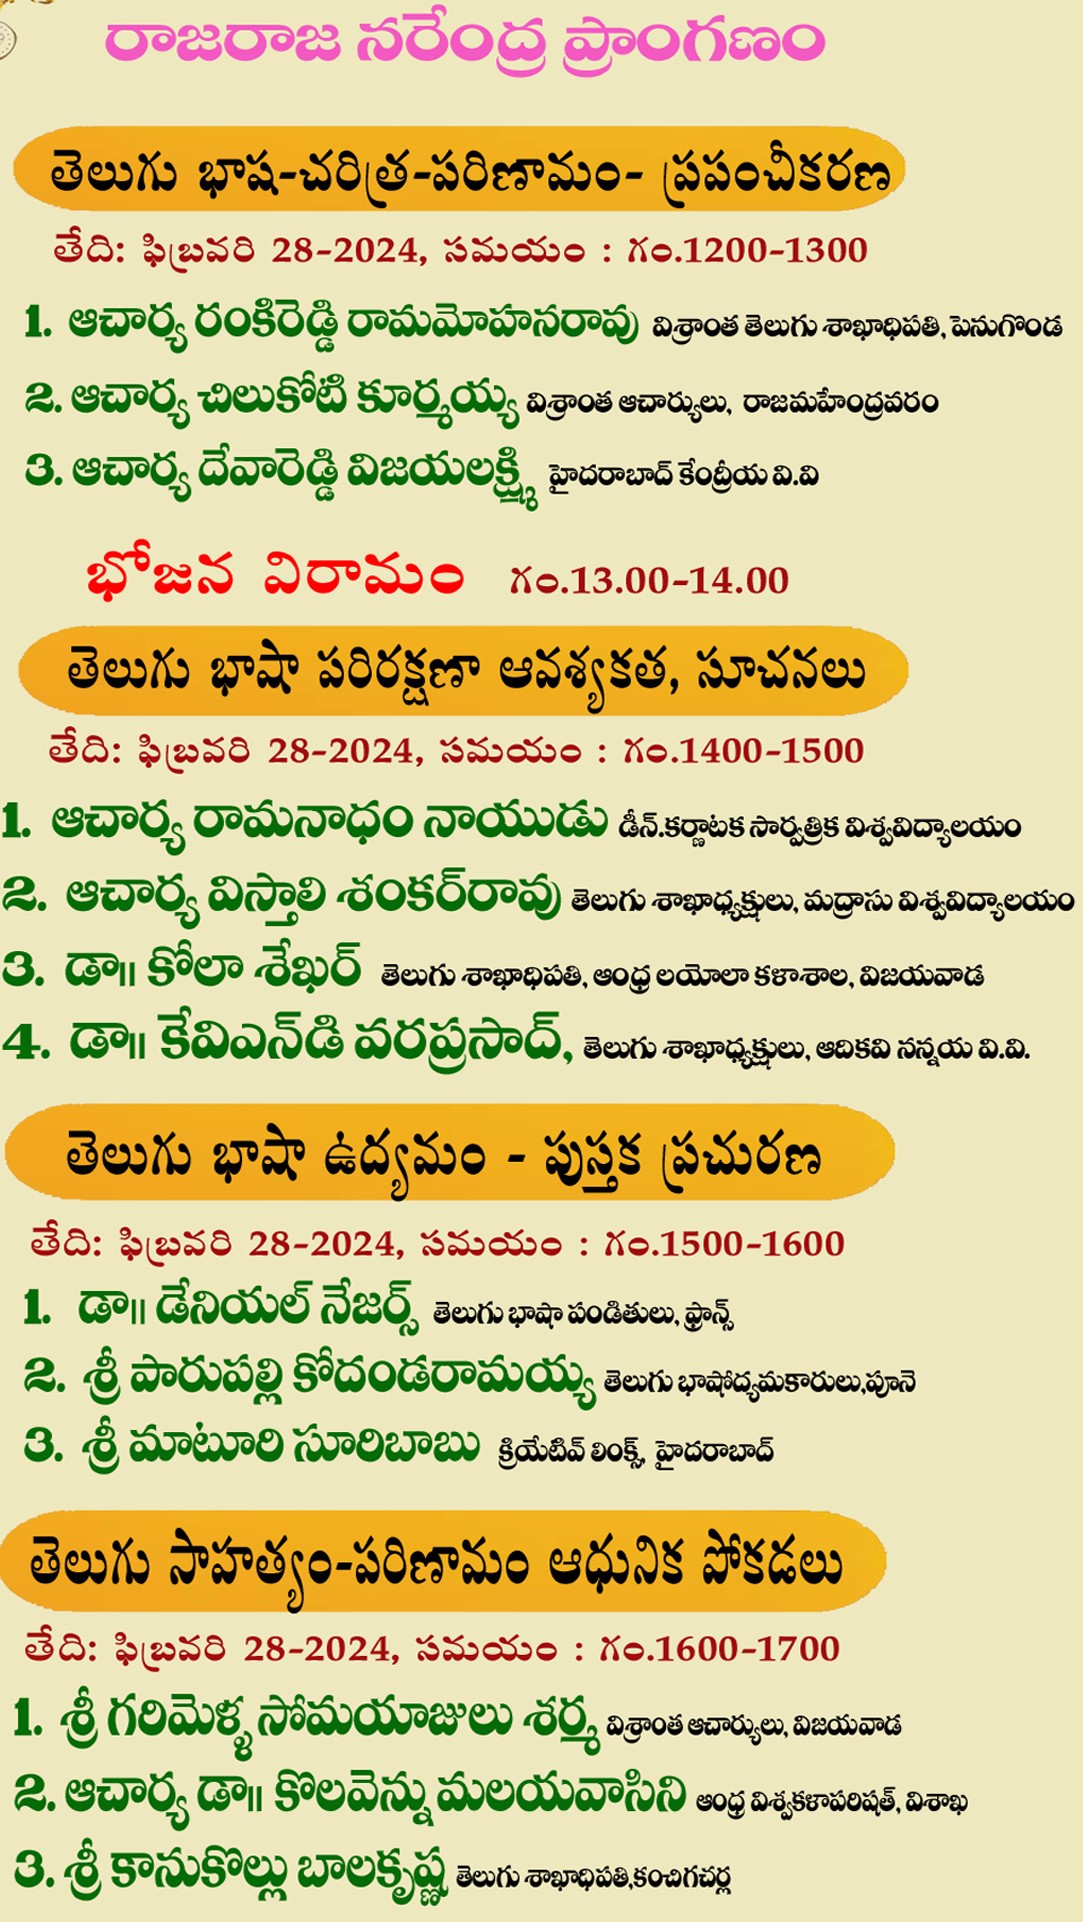 రాజరాజ నరేంద్ర ప్రాంగణం
తెలుగు భాష-చరిత్ర-పరిణామం- ప్రపంచీకరణ
తేది: ఫిబ్రవరి 28-2024, సమయం : గం.1200-1300
1. ఆచార్య రంకిరెడ్డి రామమోహనరావు విశ్రాంత తెలుగు శాఖాధిపతి, పెనుగొండ
2. ఆచార్య చిలుకోటి కూర్మయ్య విశ్రాంత ఆచార్యులు, రాజమహేంద్రవరం
3. ఆచార్య దేవారెడ్డి విజయలక్ష్మి హైదరాబాద్ కేంద్రీయ వి.వి
భోజన విరామం గం.13.00-14.00
తెలుగు భాషా పరిరక్షణా ఆవశ్యకత, సూచనలు
తేది: ఫిబ్రవరి 28-2024, సమయం : గం.1400-1500
1. ఆచార్య రామనాధం నాయుడు డీన్.కర్ణాటక సార్వత్రిక విశ్వవిద్యాలయం
2. ఆచార్య విస్తాలి శంకర్‌రావు తెలుగు శాఖాధ్యక్షులు, మద్రాసు విశ్వవిద్యాలయం
3. డా॥ కోలా శేఖర్ తెలుగు శాఖాధిపతి, ఆంధ్ర లయోలా కళాశాల, విజయవాడ
4. డా॥ కేవిఎన్‌డి వరప్రసాద్, తెలుగు శాఖాధ్యక్షులు, ఆదికవి నన్నయ వి.వి.
తెలుగు భాషా ఉద్యమం - పుస్తక ప్రచురణ
తేది: ఫిబ్రవరి 28-2024, సమయం : గం.1500-1600
1. డా॥ డేనియల్ నేజర్స్ తెలుగు భాషా పండితులు, ఫ్రాన్స్
2. శ్రీ పారుపల్లి కోదండరామయ్య తెలుగు భాషోద్యమకారులు,పూనె
3. శ్రీ మాటూరి సూరిబాబు క్రియేటివ్ లింక్స్, హైదరాబాద్
తెలుగు సాహత్యం-పరిణామం ఆధునిక పోకడలు
తేది: ఫిబ్రవరి 28-2024, సమయం : గం.1600-1700
1. శ్రీ గరిమెళ్ళ సోమయాజులు శర్మ విశ్రాంత ఆచార్యులు, విజయవాడ
2. ఆచార్య డా॥ కొలవెన్ను మలయవాసిని ఆంధ్ర విశ్వకళాపరిషత్, విశాఖ
3. శ్రీ కానుకొల్లు బాలకృష్ణ తెలుగు శాఖాధిపతి,కంచిగచర్ల